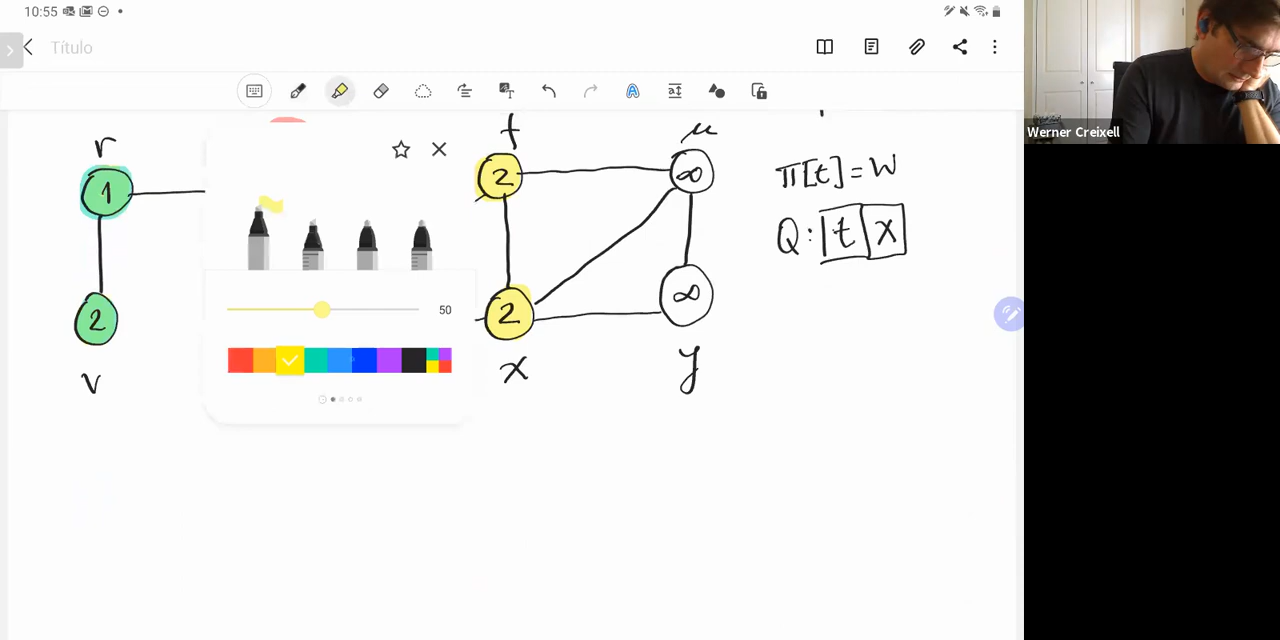 10:55
Título
Werner Creixell
r
t
u
1
2
∞
π[t]=W
Q: t x
50
2
2
∞
v
x
y